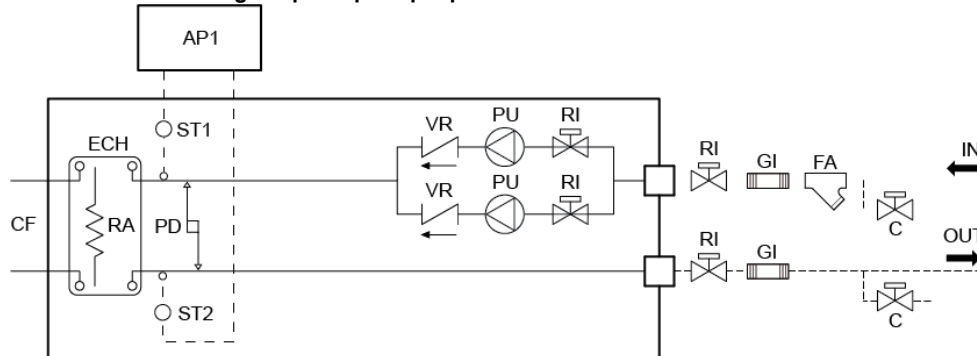 AP1
ST1
ECH
VR
PU
RI
VR
PU
RI
RI
GI
FA
IN
C
CF
RA
PD
OUT
RI
GI
C
ST2